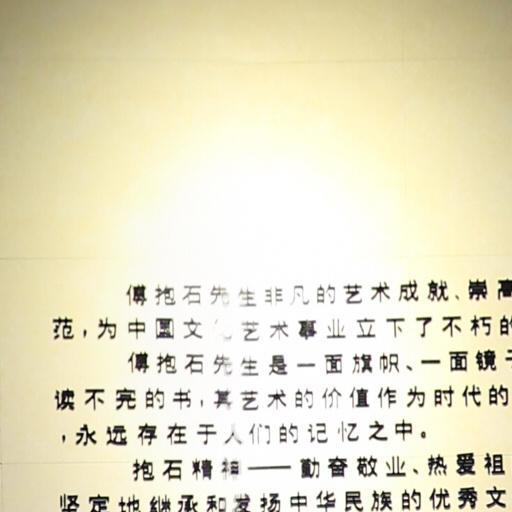 傅抱石先生非凡的艺术成就、崇高
范,为中国文化艺术事业立下了不朽的
傅抱石先生是一面旗帜、一面镜子
读不完的书,其艺术的价值作为时代的
,永远存在于人们的记忆之中。
抱石精神——勤奋敬业、热爱祖
坚定地继承和发扬中华民族的优秀文